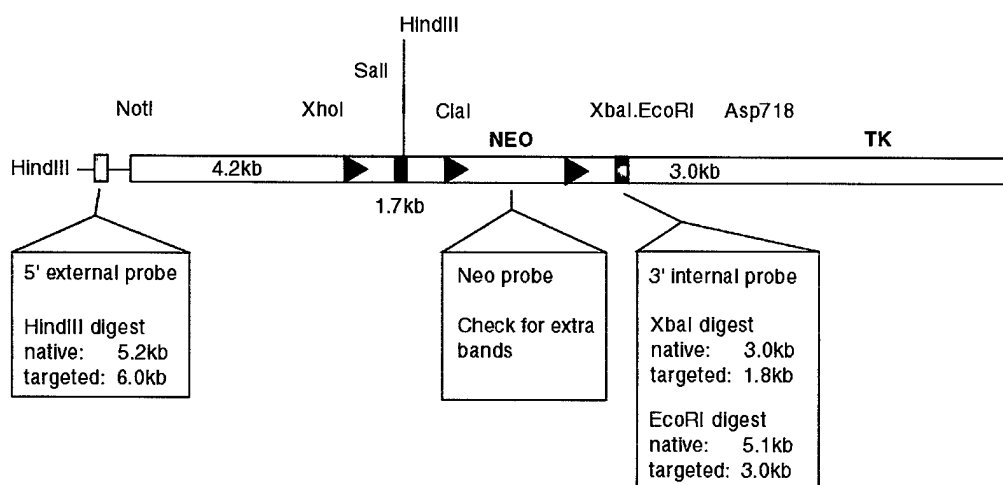 HindIII
SalI
NotI
XhoI
ClaI
XbaI.EcoRI
Asp718
NEO
TK
HindIII
4.2kb
3.0kb
1.7kb
5' external probe
HindIII digest
native: 5.2kb
targeted: 6.0kb
Neo probe
Check for extra
bands
3' internal probe
XbaI digest
native: 3.0kb
targeted: 1.8kb
EcoRI digest
native: 5.1kb
targeted: 3.0kb